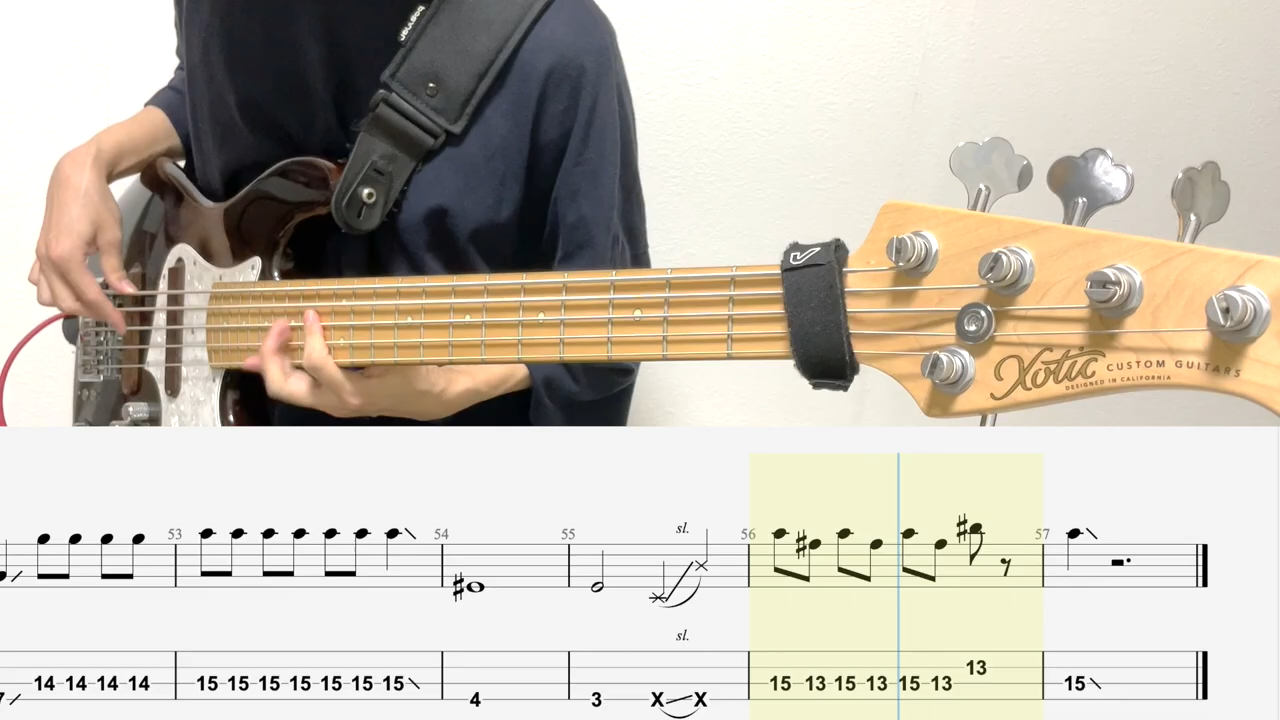 bogner
Xotic CUSTOM GUITARS
DESIGNED IN CALIFORNIA
53 54 55 sl. 56 57
sl.
14 14 14 14 15 15 15 15 15 15 15 4 3 X X 15 13 15 13 15 13 13 15